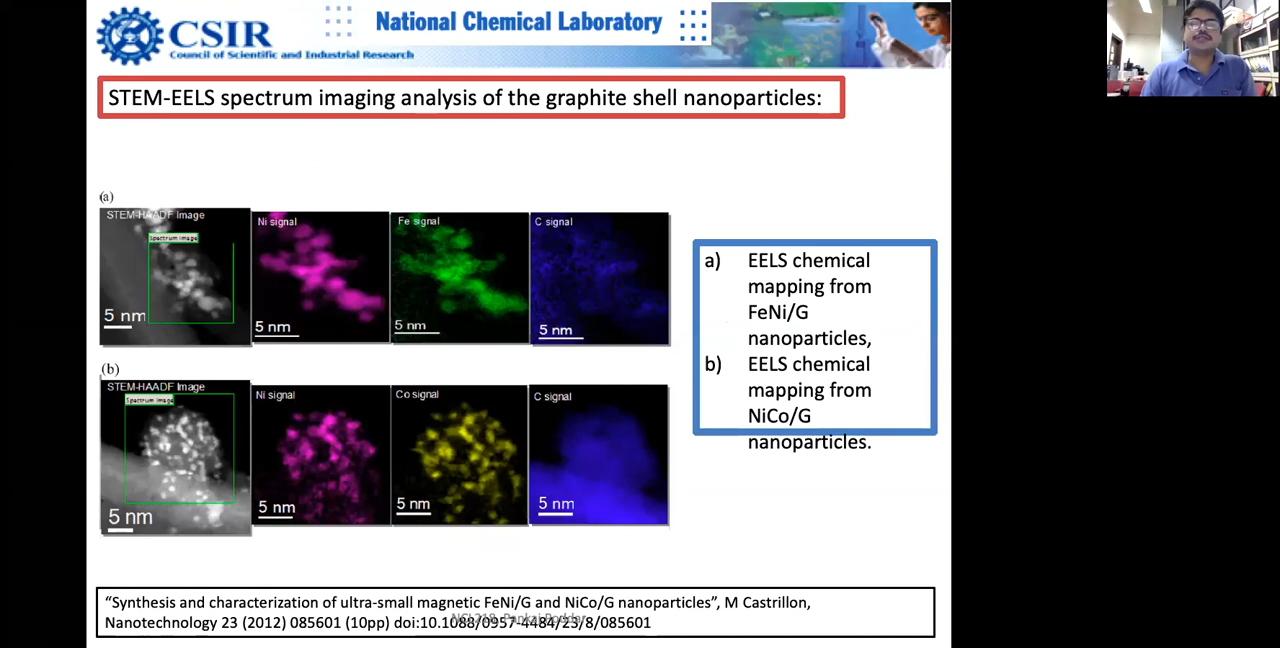 CSIR
Council of Scientific and Industrial Research
National Chemical Laboratory
STEM-EELS spectrum imaging analysis of the graphite shell nanoparticles:
(a)
STEM-HAADF Image
Spectrum Image
5 nm
Ni signal
5 nm
Fe signal
5 nm
C signal
5 nm
(b)
STEM-HAADF Image
Spectrum Image
5 nm
Ni signal
5 nm
Co signal
5 nm
C signal
5 nm
a) EELS chemical
mapping from
FeNi/G
nanoparticles,
b) EELS chemical
mapping from
NiCo/G
nanoparticles.
“Synthesis and characterization of ultra-small magnetic FeNi/G and NiCo/G nanoparticles”, M Castrillon,
Nanotechnology 23 (2012) 085601 (10pp) doi:10.1088/0957-4484/23/8/085601